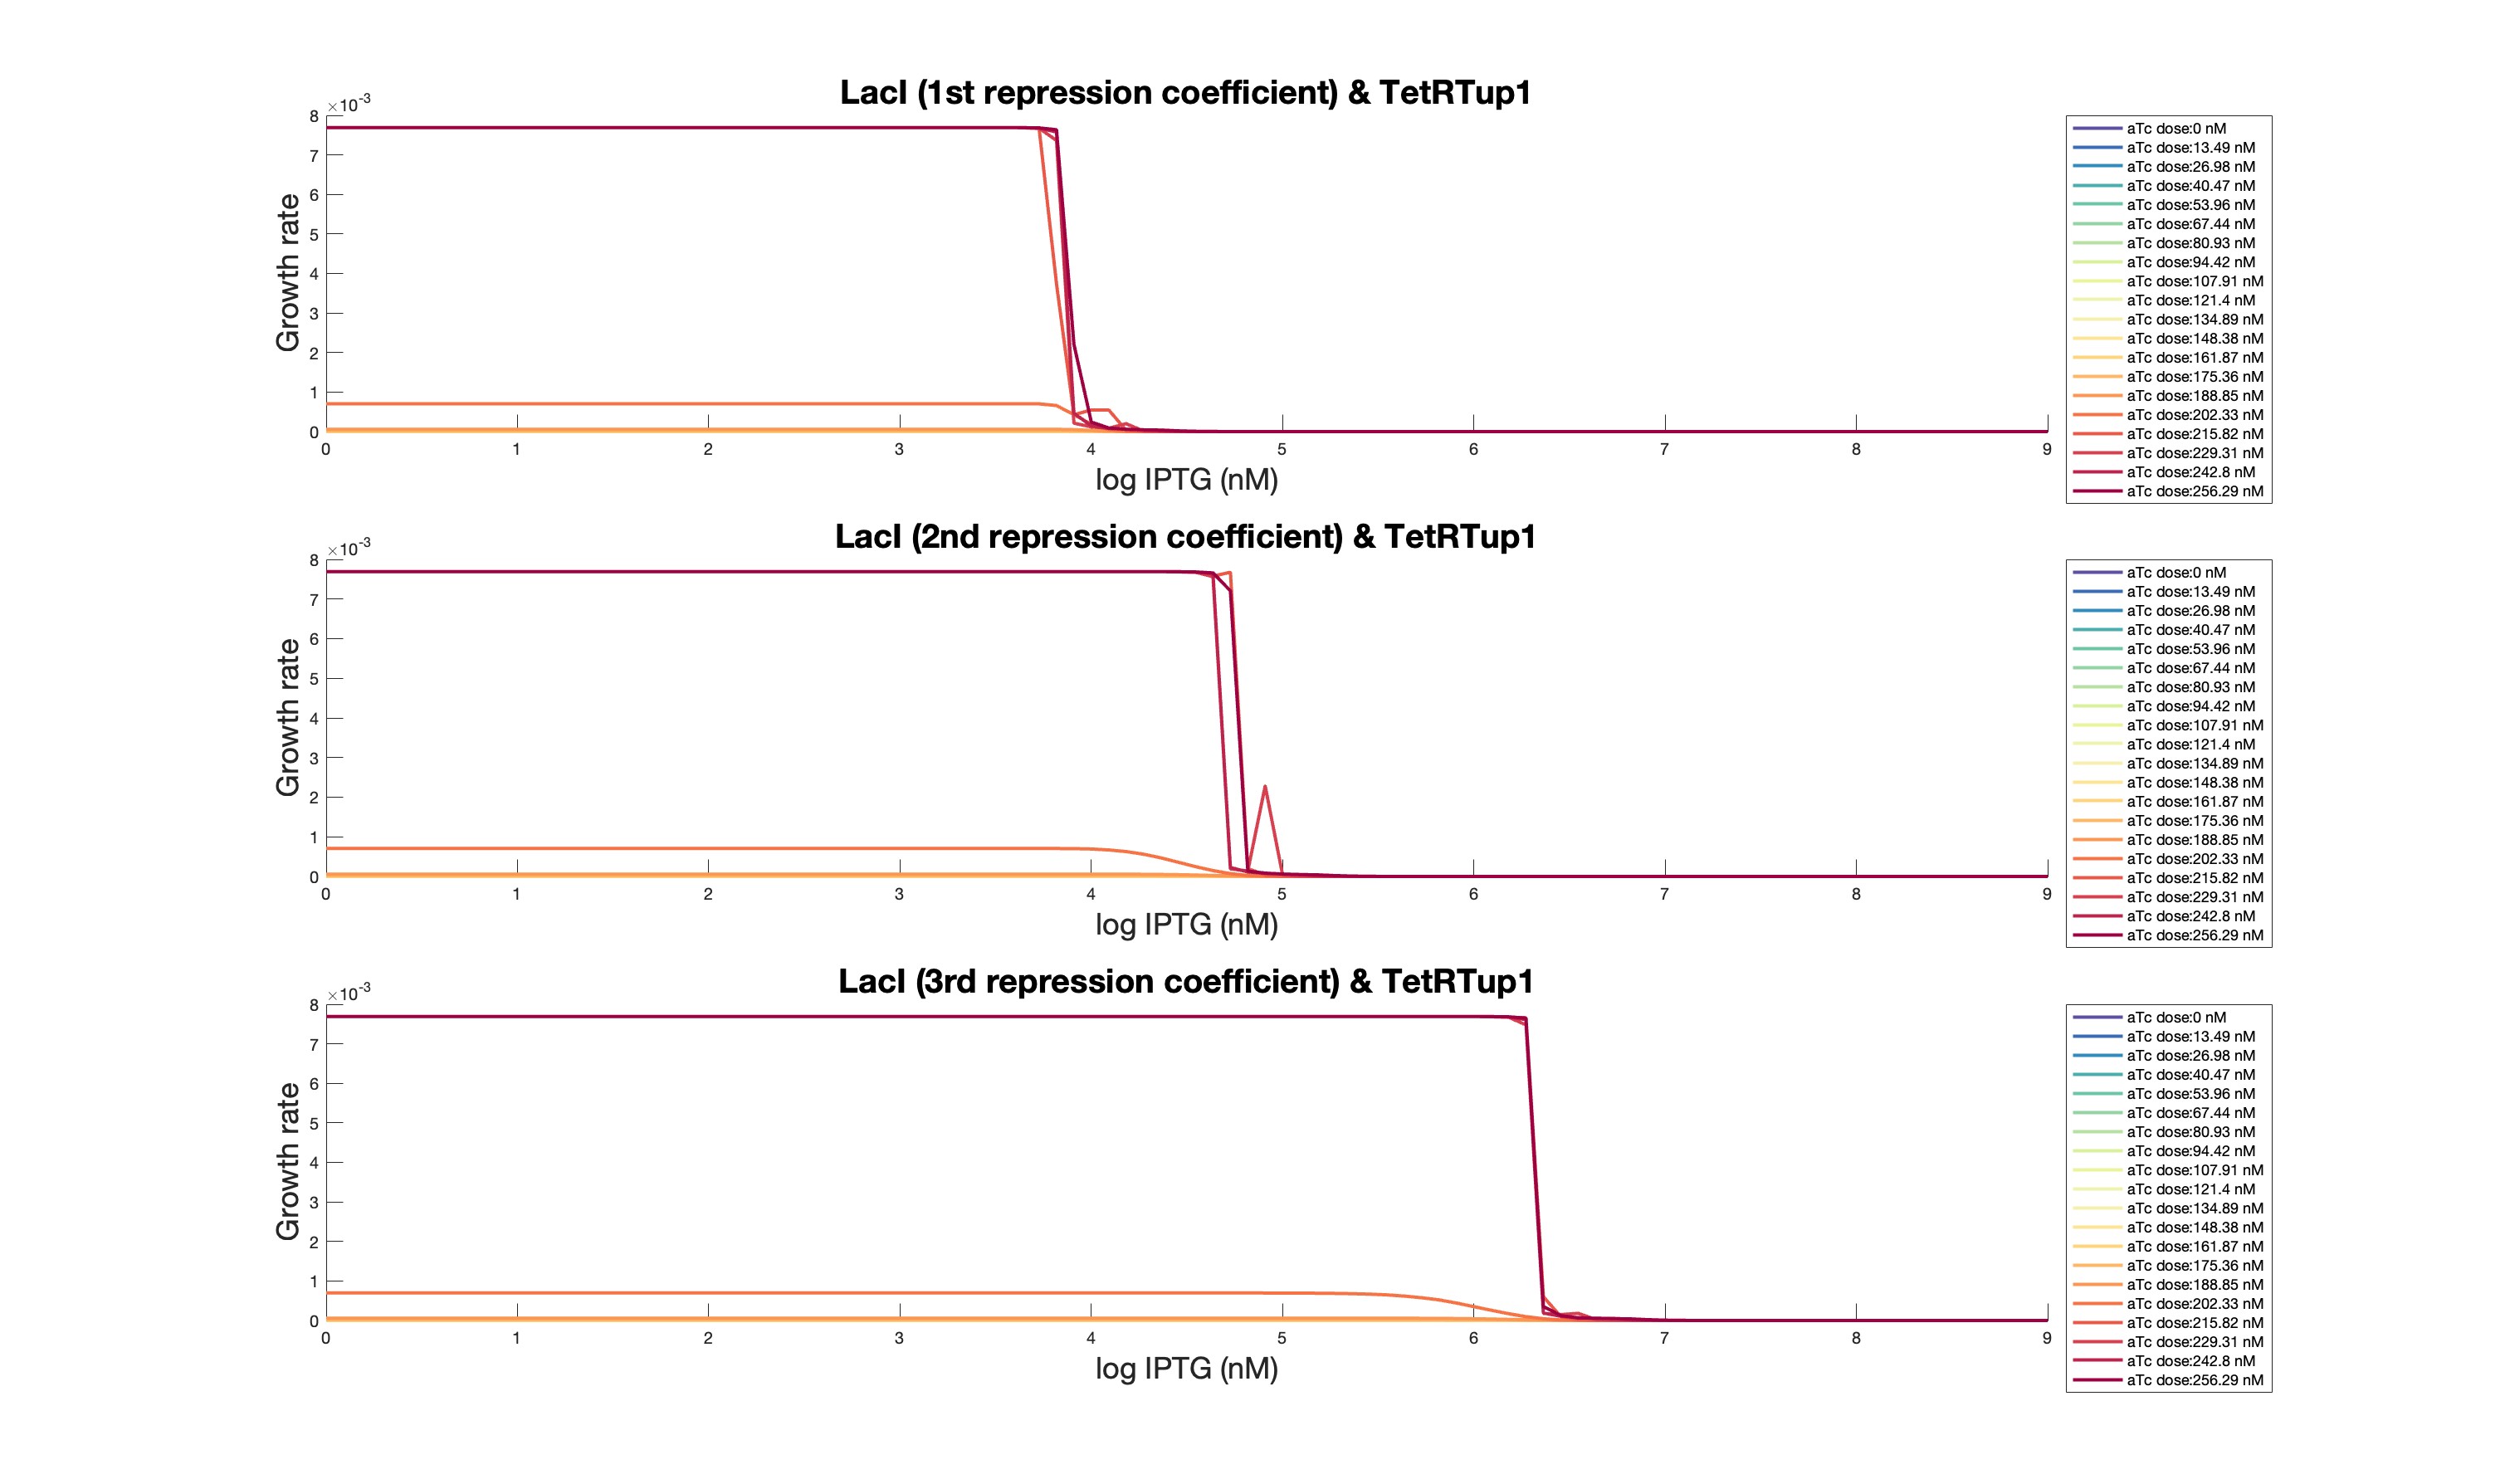 LacI (1st repression coefficient) & TetRTup1
×10-3
8
7
6
5
4
3
2
1
0
Growth rate
0 1 2 3 4 5 6 7 8 9
log IPTG (nM)
aTc dose:0 nM
aTc dose:13.49 nM
aTc dose:26.98 nM
aTc dose:40.47 nM
aTc dose:53.96 nM
aTc dose:67.44 nM
aTc dose:80.93 nM
aTc dose:94.42 nM
aTc dose:107.91 nM
aTc dose:121.4 nM
aTc dose:134.89 nM
aTc dose:148.38 nM
aTc dose:161.87 nM
aTc dose:175.36 nM
aTc dose:188.85 nM
aTc dose:202.33 nM
aTc dose:215.82 nM
aTc dose:229.31 nM
aTc dose:242.8 nM
aTc dose:256.29 nM
LacI (2nd repression coefficient) & TetRTup1
×10-3
8
7
6
5
4
3
2
1
0
Growth rate
0 1 2 3 4 5 6 7 8 9
log IPTG (nM)
aTc dose:0 nM
aTc dose:13.49 nM
aTc dose:26.98 nM
aTc dose:40.47 nM
aTc dose:53.96 nM
aTc dose:67.44 nM
aTc dose:80.93 nM
aTc dose:94.42 nM
aTc dose:107.91 nM
aTc dose:121.4 nM
aTc dose:134.89 nM
aTc dose:148.38 nM
aTc dose:161.87 nM
aTc dose:175.36 nM
aTc dose:188.85 nM
aTc dose:202.33 nM
aTc dose:215.82 nM
aTc dose:229.31 nM
aTc dose:242.8 nM
aTc dose:256.29 nM
LacI (3rd repression coefficient) & TetRTup1
×10-3
8
7
6
5
4
3
2
1
0
Growth rate
0 1 2 3 4 5 6 7 8 9
log IPTG (nM)
aTc dose:0 nM
aTc dose:13.49 nM
aTc dose:26.98 nM
aTc dose:40.47 nM
aTc dose:53.96 nM
aTc dose:67.44 nM
aTc dose:80.93 nM
aTc dose:94.42 nM
aTc dose:107.91 nM
aTc dose:121.4 nM
aTc dose:134.89 nM
aTc dose:148.38 nM
aTc dose:161.87 nM
aTc dose:175.36 nM
aTc dose:188.85 nM
aTc dose:202.33 nM
aTc dose:215.82 nM
aTc dose:229.31 nM
aTc dose:242.8 nM
aTc dose:256.29 nM